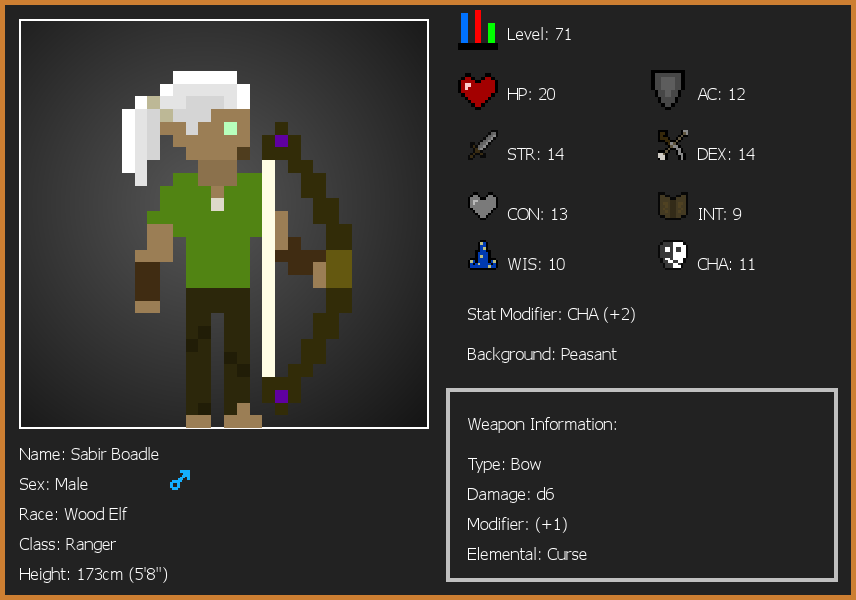 Level: 71
HP: 20
AC: 12
STR: 14
DEX: 14
CON: 13
INT: 9
WIS: 10
CHA: 11
Stat Modifier: CHA (+2)
Background: Peasant
Weapon Information:
Type: Bow
Damage: d6
Modifier: (+1)
Elemental: Curse
Name: Sabir Boadle
Sex: Male
Race: Wood Elf
Class: Ranger
Height: 173cm (5'8")